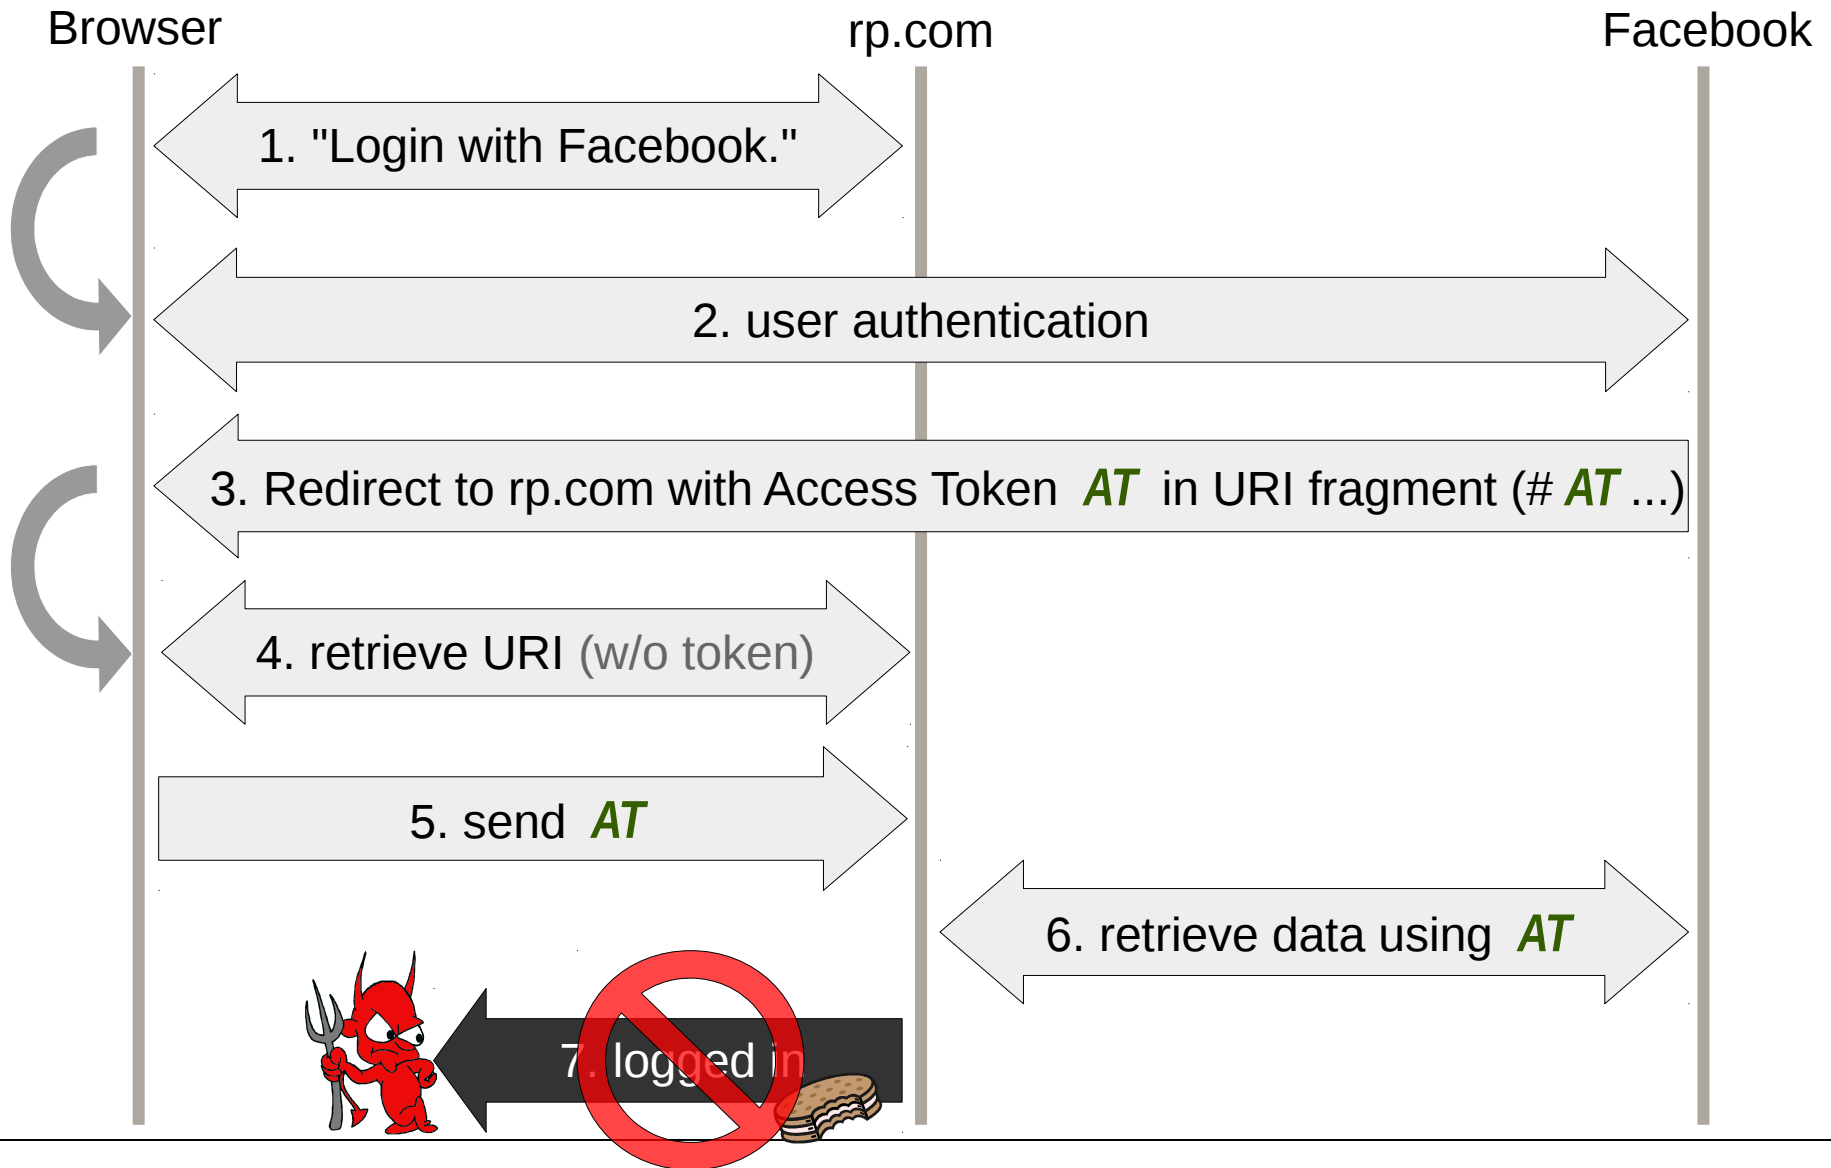 Browser
rp.com
Facebook
1. "Login with Facebook."
2. user authentication
3. Redirect to rp.com with Access Token AT in URI fragment (# AT ...)
4. retrieve URI (w/o token)
5. send AT
6. retrieve data using AT
7. logged in